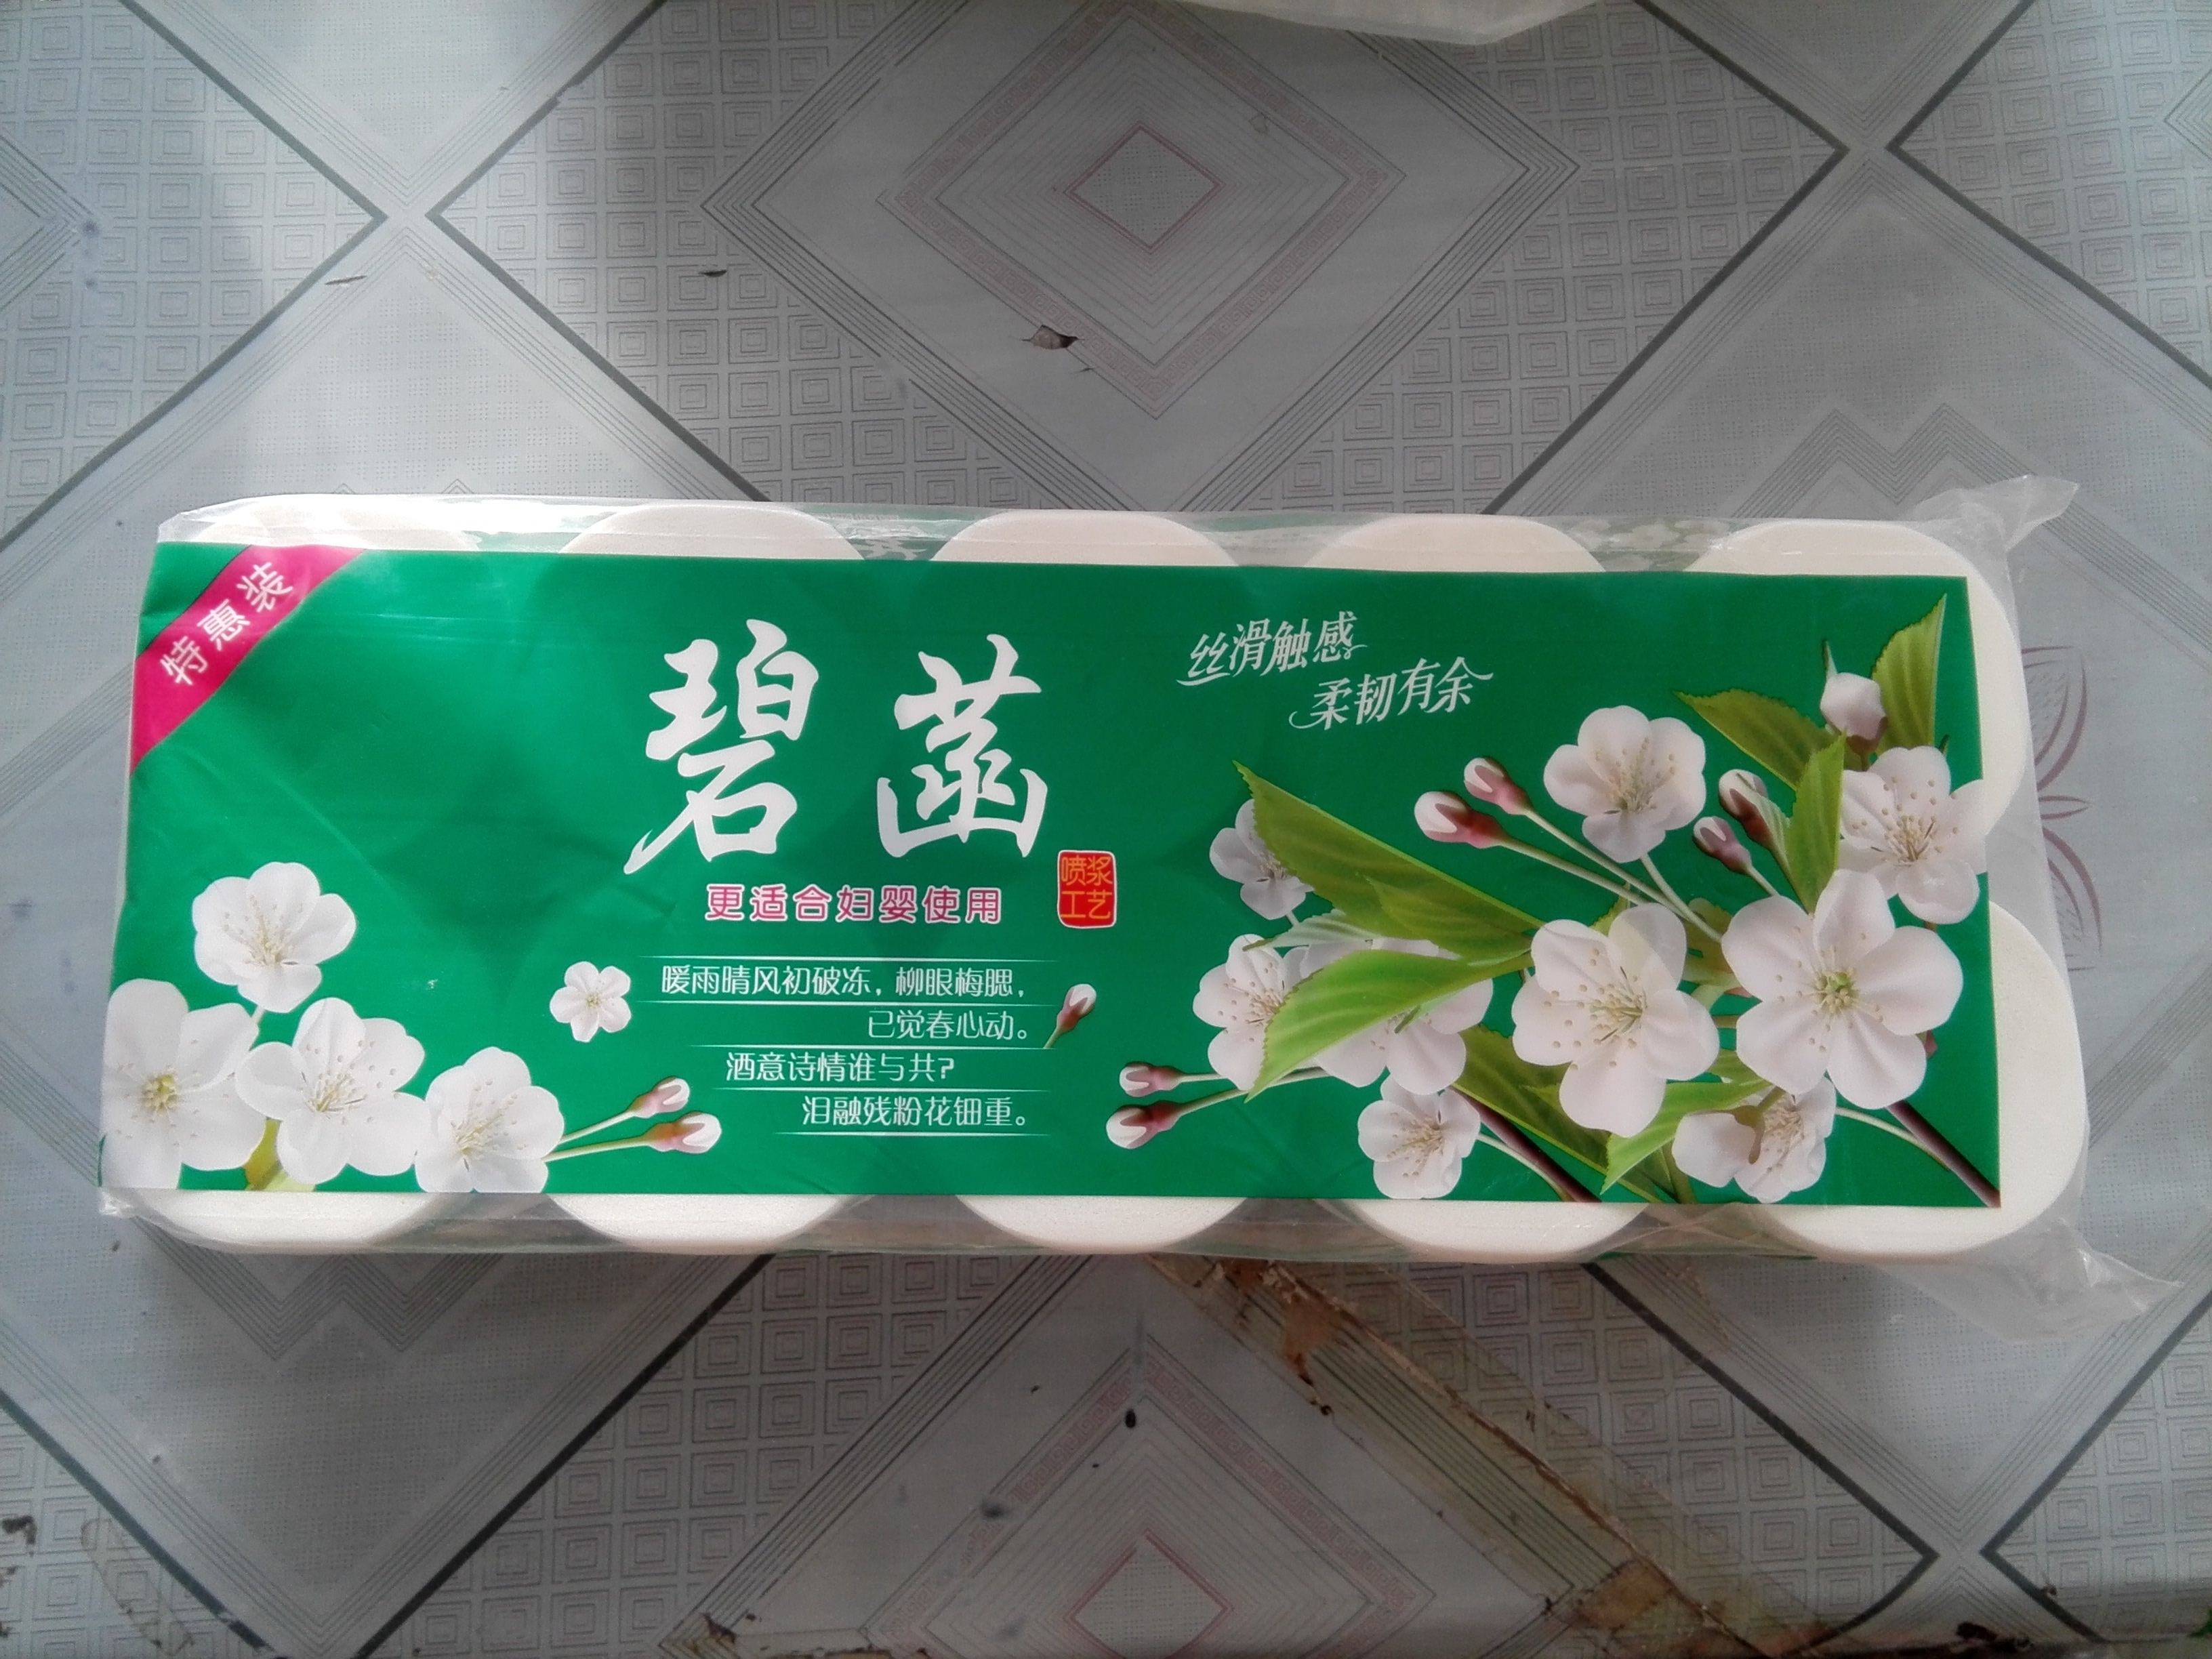 特惠装
碧菡
丝滑触感
柔韧有余
喷浆
工艺
更适合妇婴使用
暖雨晴风初破冻，柳眼梅腮，
已觉春心动。
酒意诗情谁与共？
泪融残粉花钿重。